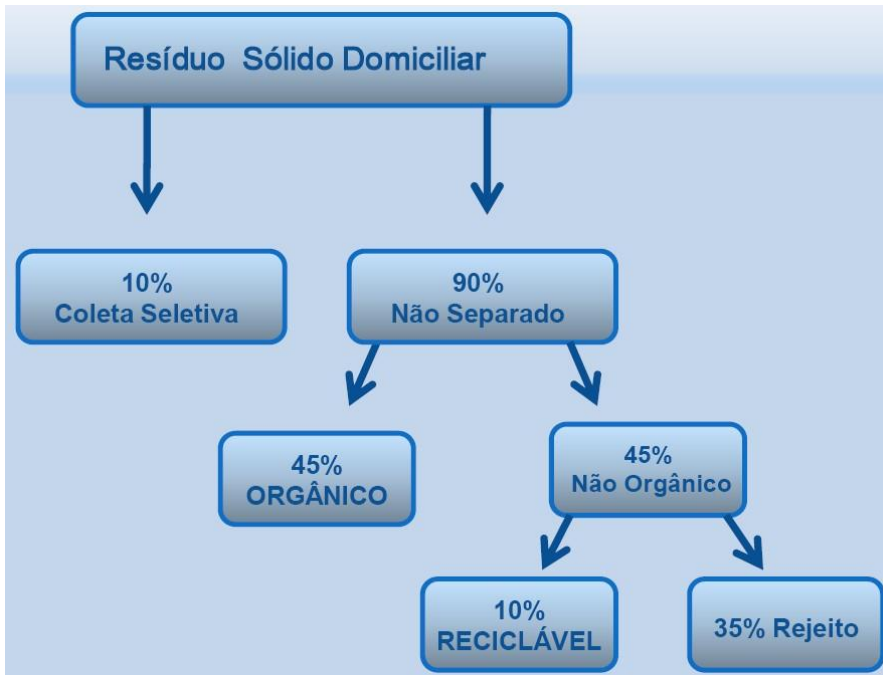 Resíduo Sólido Domiciliar
10%
Coleta Seletiva
90%
Não Separado
45%
ORGÂNICO
45%
Não Orgânico
10%
RECICLÁVEL
35% Rejeito